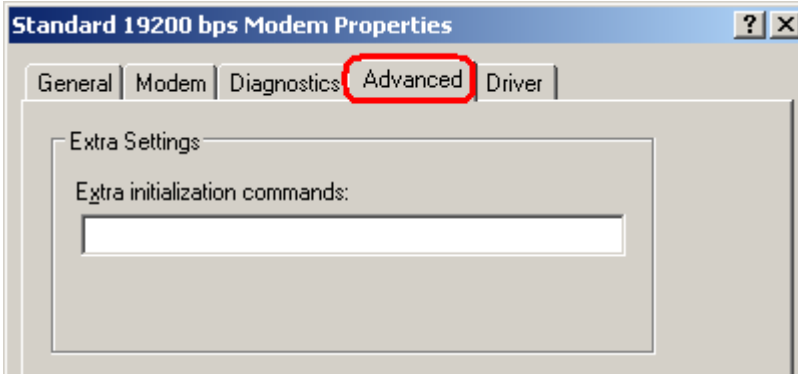 Standard 19200 bps Modem Properties
General Modem Diagnostics Advanced Driver
Extra Settings
Extra initialization commands: